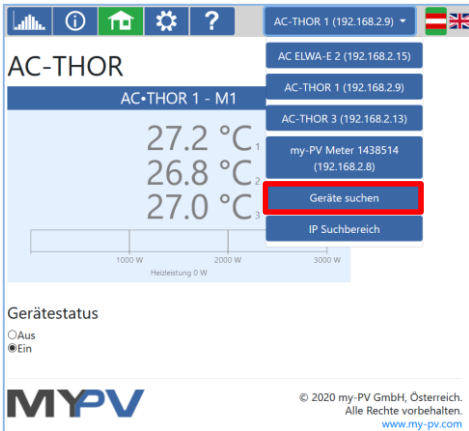 AC-THOR 1 (192.168.2.9)
AC-THOR
AC•THOR 1 - M1
27.2 °C 1
26.8 °C 2
27.0 °C 3
1000 W 2000 W 3000 W
Heizleistung 0 W
AC ELWA-E 2 (192.168.2.15)
AC-THOR 1 (192.168.2.9)
AC-THOR 3 (192.168.2.13)
my-PV Meter 1438514
(192.168.2.8)
Geräte suchen
IP Suchbereich
Gerätestatus
Aus
Ein
MYPV
© 2020 my-PV GmbH, Österreich.
Alle Rechte vorbehalten.
www.my-pv.com